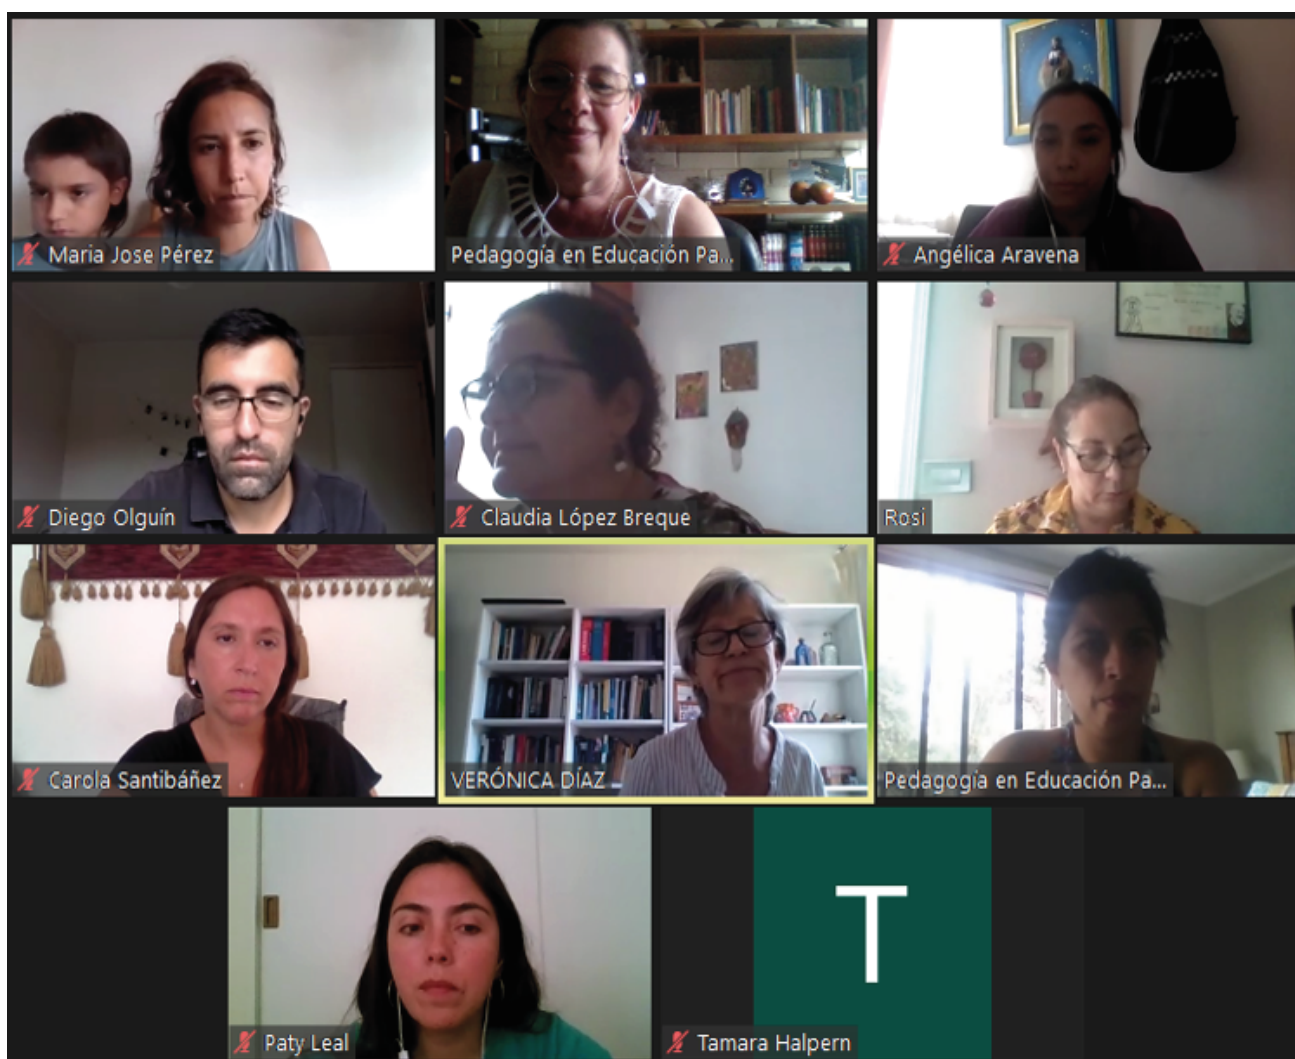 Maria Jose Pérez
Pedagogía en Educación Pa...
Angélica Aravena
Diego Olguín
Claudia López Breque
Rosi
Carola Santibáñez
VERÓNICA DÍAZ
Pedagogía en Educación Pa...
T
Paty Leal
Tamara Halpern